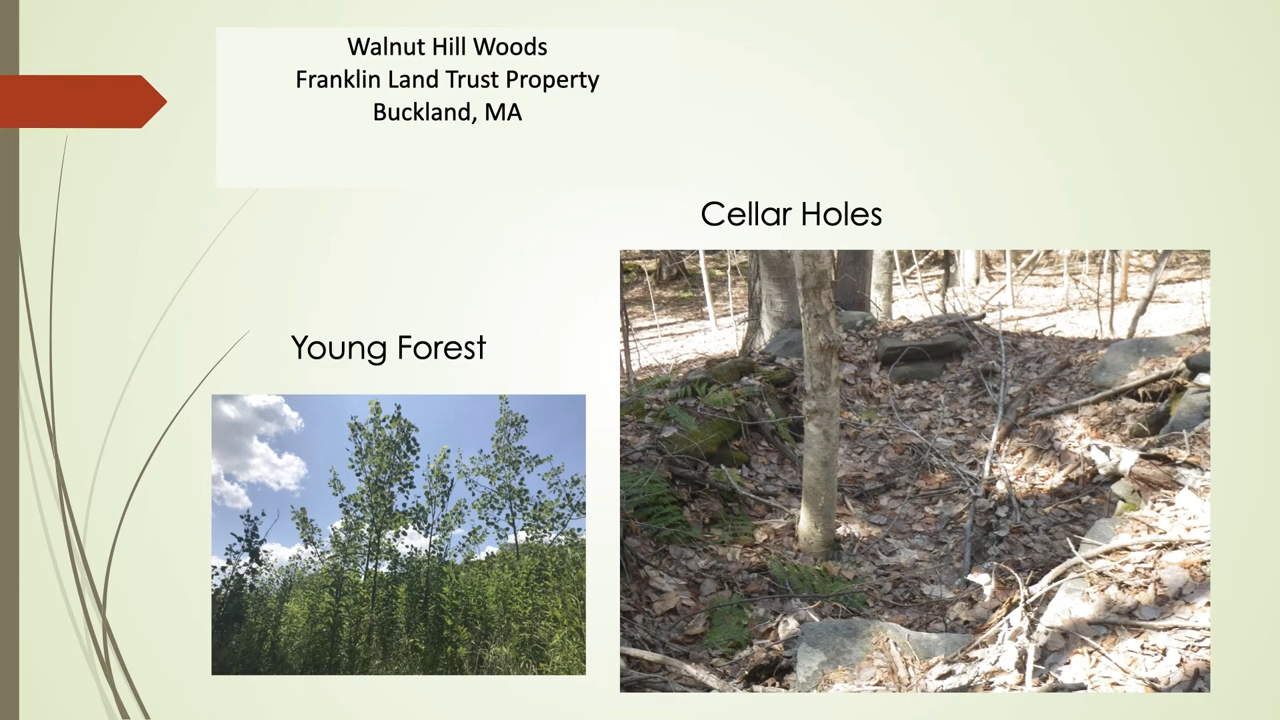 Walnut Hill Woods
Franklin Land Trust Property
Buckland, MA
Cellar Holes
Young Forest